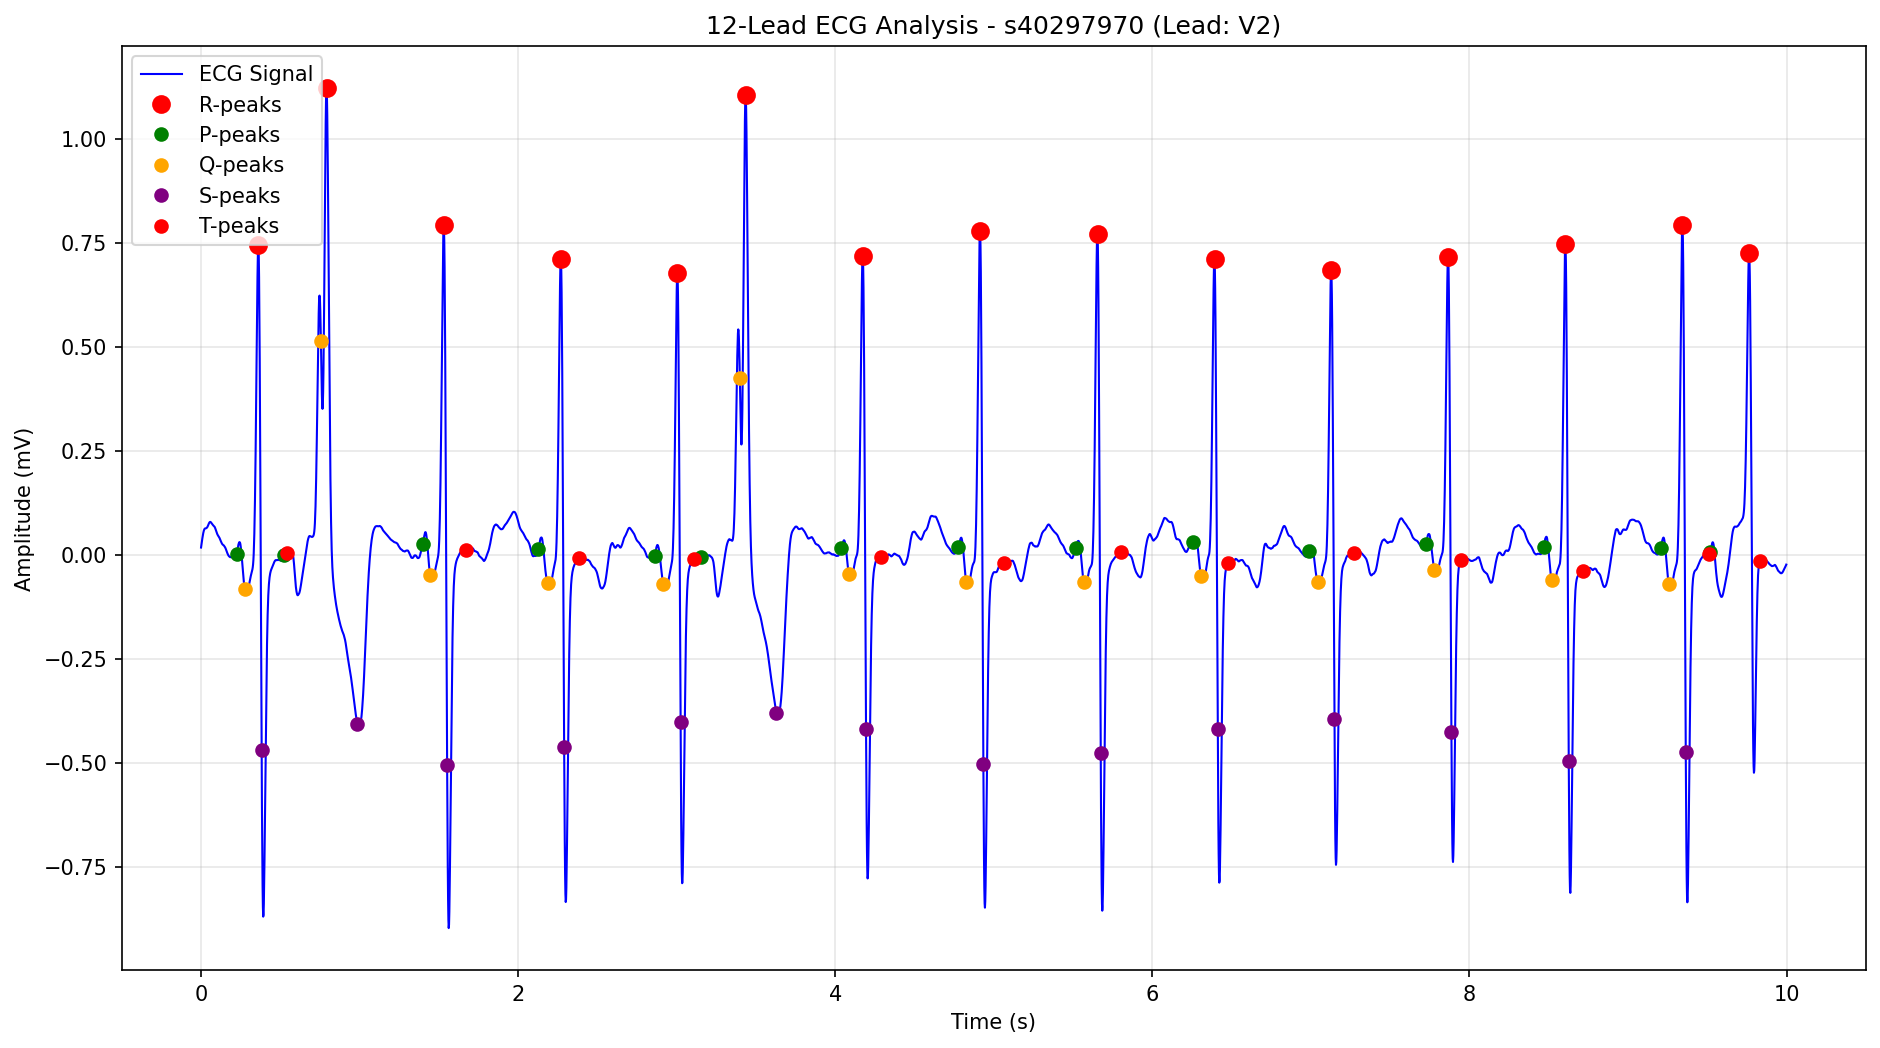 12-Lead ECG Analysis - s40297970 (Lead: V2)
ECG Signal
R-peaks
P-peaks
Q-peaks
S-peaks
T-peaks
Amplitude (mV)
1.00
0.75
0.50
0.25
0.00
−0.25
−0.50
−0.75
0 2 4 6 8 10
Time (s)